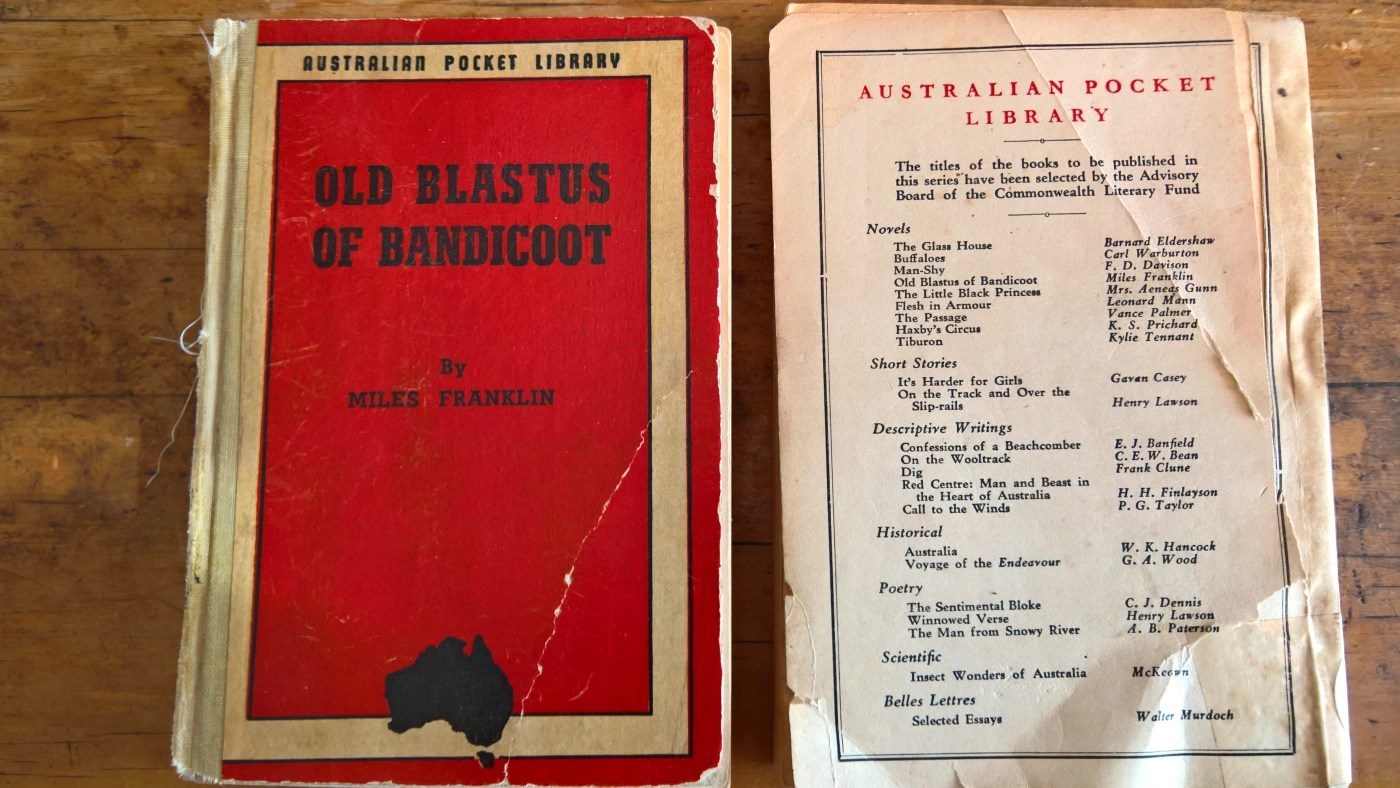 AUSTRALIAN POCKET LIBRARY
OLD BLASTUS
OF BANDICOOT
By
MILES FRANKLIN
AUSTRALIAN POCKET
LIBRARY
The titles of the books to be published in
this series have been selected by the Advisory
Board of the Commonwealth Literary Fund
Novels
The Glass House Barnard Eldershaw
Buffaloes Carl Warburton
Man-Shy F. D. Davison
Old Blastus of Bandicoot Miles Franklin
The Little Black Princess Mrs. Aeneas Gunn
Flesh in Armour Leonard Mann
The Passage Vance Palmer
Haxby's Circus K. S. Prichard
Tiburon Kylie Tennant
Short Stories
It's Harder for Girls Gavan Casey
On the Track and Over the
Slip-rails Henry Lawson
Descriptive Writings
Confessions of a Beachcomber E. J. Banfield
On the Wooltrack C. E. W. Bean
Dig Frank Clune
Red Centre: Man and Beast in
the Heart of Australia H. H. Finlayson
Call to the Winds P. G. Taylor
Historical
Australia W. K. Hancock
Voyage of the Endeavour G. A. Wood
Poetry
The Sentimental Bloke C. J. Dennis
Winnowed Verse Henry Lawson
The Man from Snowy River A. B. Paterson
Scientific
Insect Wonders of Australia McKeown
Belles Lettres
Selected Essays Walter Murdoch